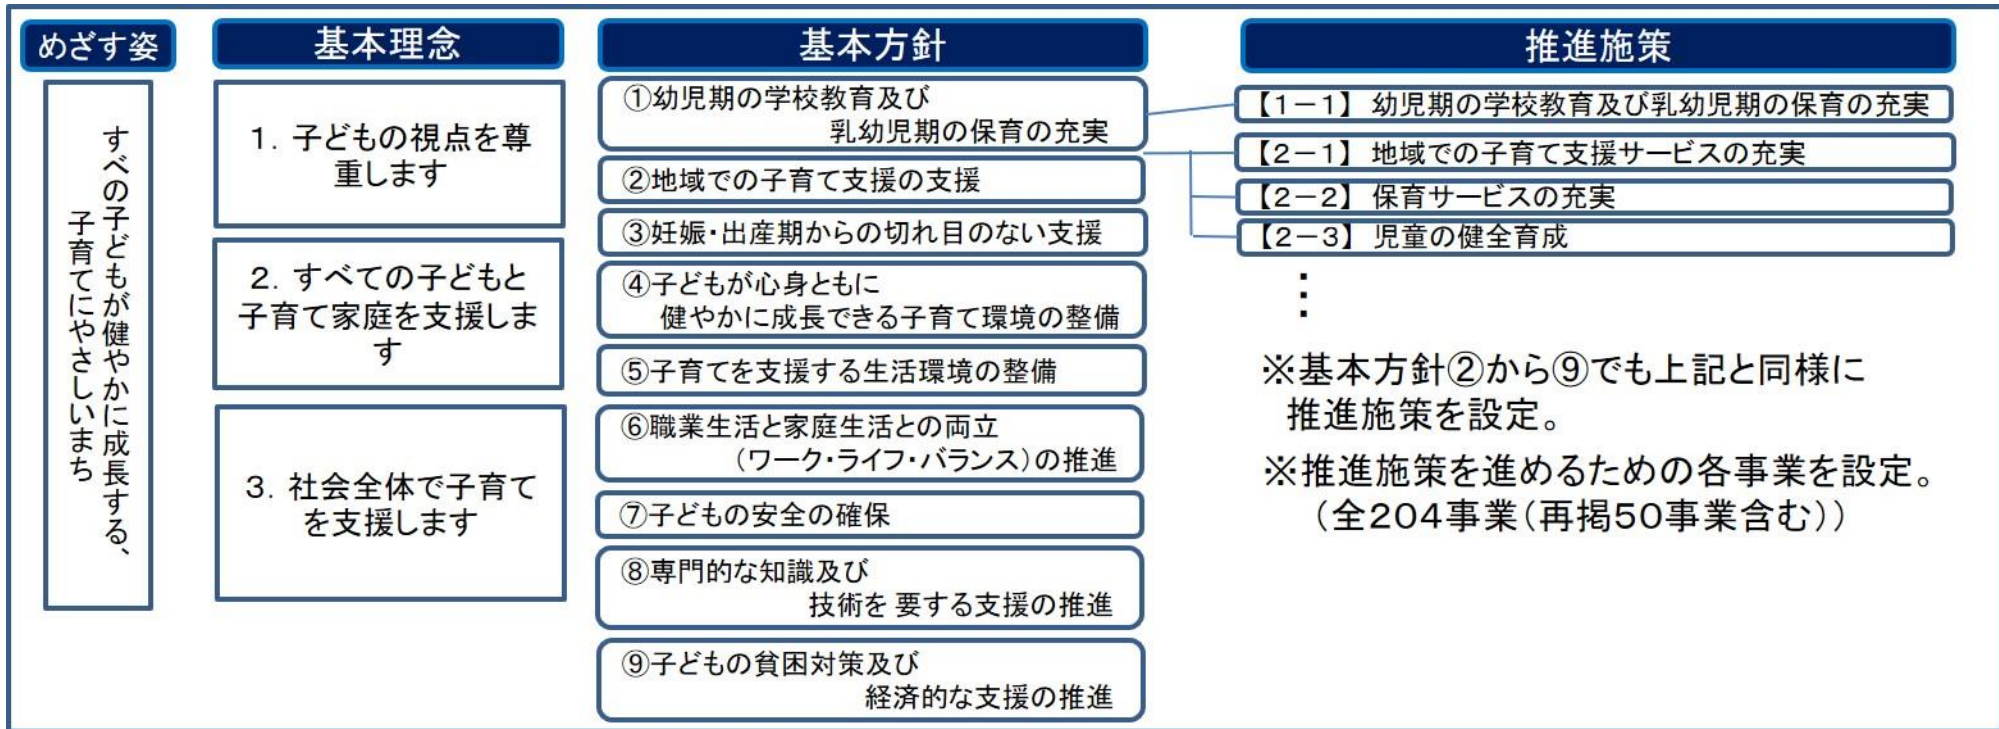 めざす姿
すべの子どもが健やかに成長する、
子育てにやさしいまち
基本理念
1. 子どもの視点を尊
重します
2. すべての子どもと
子育て家庭を支援しま
す
3. 社会全体で子育て
を支援します
基本方針
①幼児期の学校教育及び
乳幼児期の保育の充実
②地域での子育て支援の支援
③妊娠・出産期からの切れ目のない支援
④子どもが心身ともに
健やかに成長できる子育て環境の整備
⑤子育てを支援する生活環境の整備
⑥職業生活と家庭生活との両立
（ワーク・ライフ・バランス）の推進
⑦子どもの安全の確保
⑧専門的な知識及び
技術を 要する支援の推進
⑨子どもの貧困対策及び
経済的な支援の推進
推進施策
【1－1】 幼児期の学校教育及び乳幼児期の保育の充実
【2－1】 地域での子育て支援サービスの充実
【2－2】 保育サービスの充実
【2－3】 児童の健全育成
⋮
※基本方針②から⑨でも上記と同様に
推進施策を設定。
※推進施策を進めるための各事業を設定。
（全204事業（再掲50事業含む））